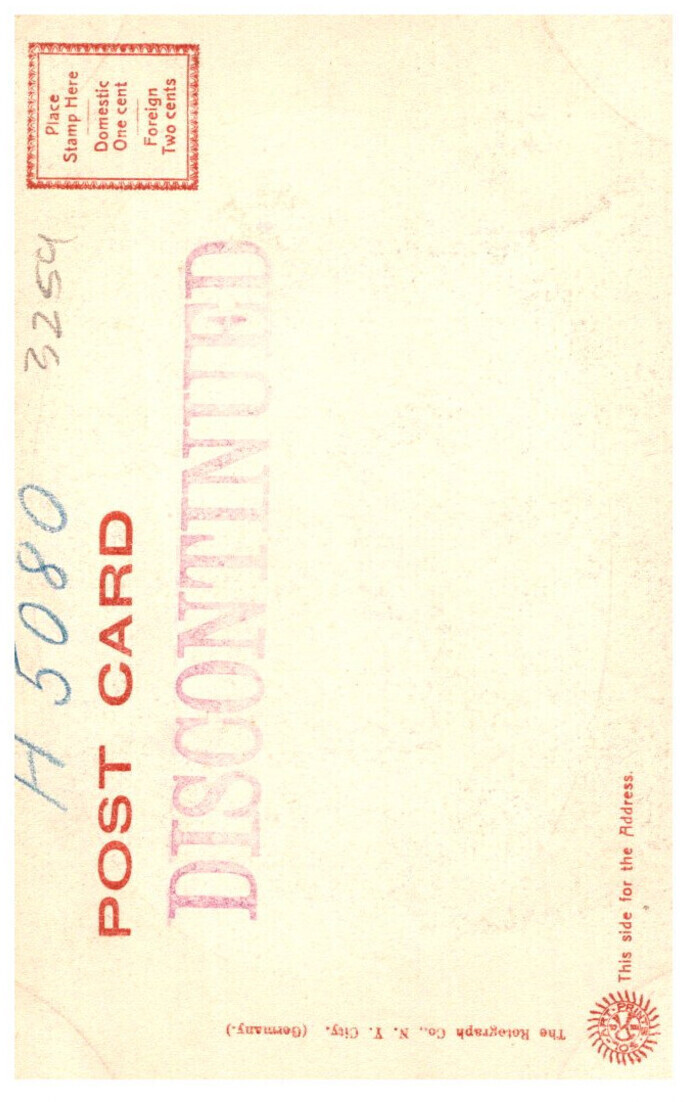 H 5080
3259
Place
Stamp Here
Domestic
One cent
Foreign
Two cents
POST CARD
DISCONTINUED
This side for the Address.
The Rotograph Co., N. Y. City. (Germany.)